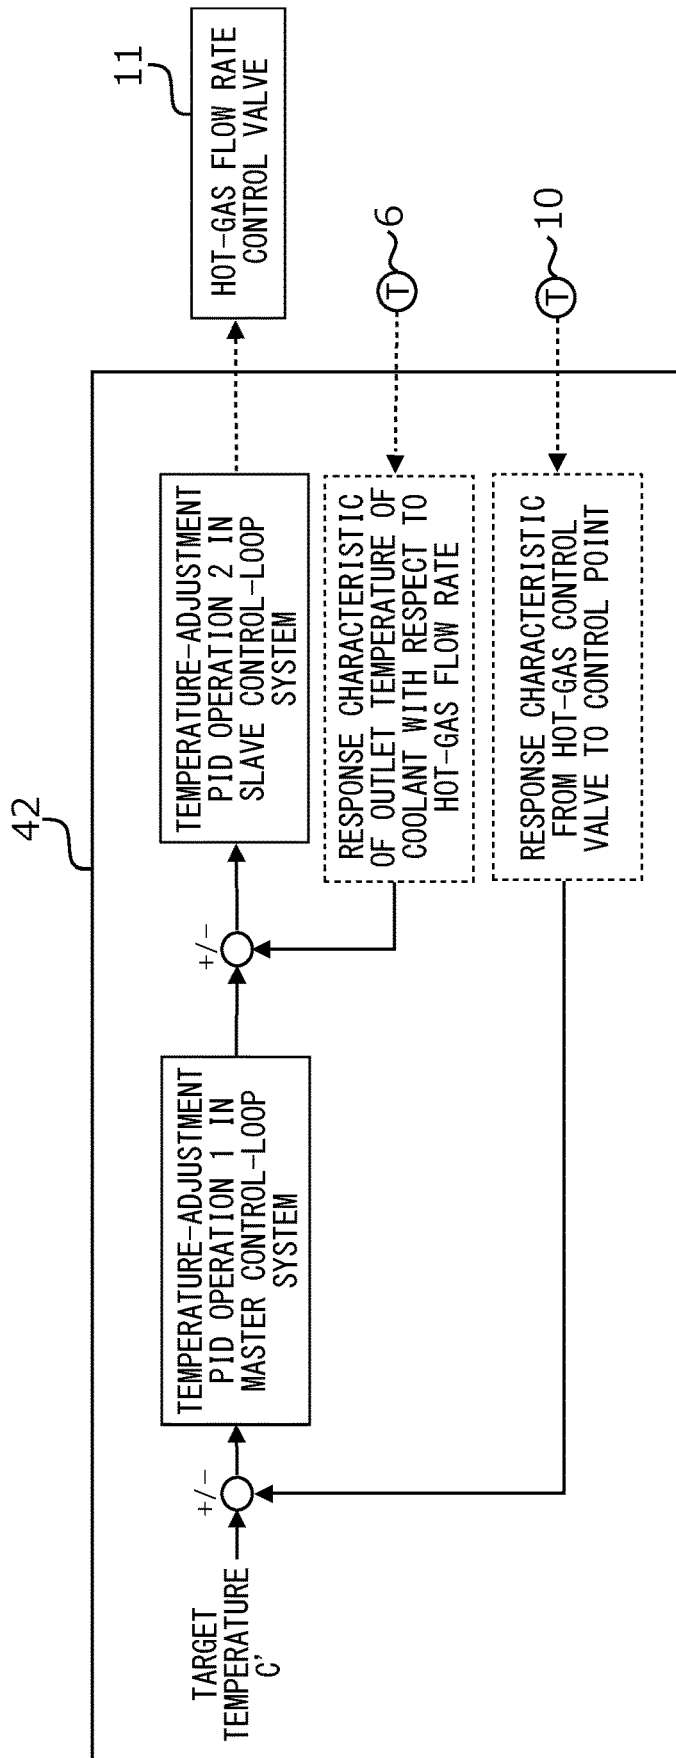 42
TARGET
TEMPERATURE
C'
+/-
TEMPERATURE-ADJUSTMENT
PID OPERATION 1 IN
MASTER CONTROL-LOOP
SYSTEM
+/-
TEMPERATURE-ADJUSTMENT
PID OPERATION 2 IN
SLAVE CONTROL-LOOP
SYSTEM
11
HOT-GAS FLOW RATE
CONTROL VALVE
RESPONSE CHARACTERISTIC
OF OUTLET TEMPERATURE OF
COOLANT WITH RESPECT TO
HOT-GAS FLOW RATE
T
6
RESPONSE CHARACTERISTIC
FROM HOT-GAS CONTROL
VALVE TO CONTROL POINT
T
10